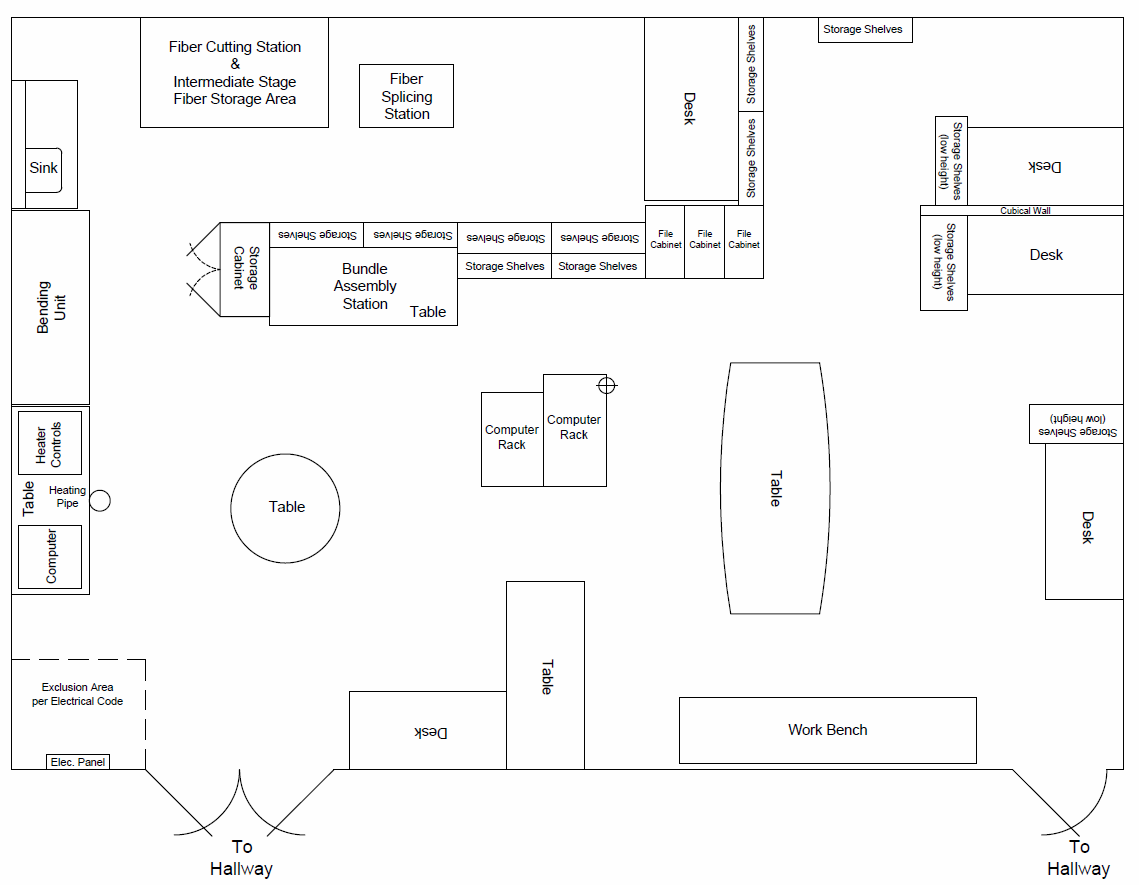 Fiber Cutting Station
&
Intermediate Stage
Fiber Storage Area
Fiber
Splicing
Station
Desk
Storage Shelves
Storage Shelves
Storage Shelves
Sink
Storage Shelves
(low height)
Desk
Cubical Wall
Storage Shelves
(low height)
Desk
Bending
Unit
Storage
Cabinet
Storage Shelves
Storage Shelves
Storage Shelves
Storage Shelves
Storage Shelves
Storage Shelves
Bundle
Assembly
Station
Table
File
Cabinet
File
Cabinet
File
Cabinet
Heater
Controls
Table
Heating
Pipe
Computer
Table
Computer
Rack
Computer
Rack
Table
Storage Shelves
(low height)
Desk
Exclusion Area
per Electrical Code
Elec. Panel
Desk
Table
Work Bench
To
Hallway
To
Hallway